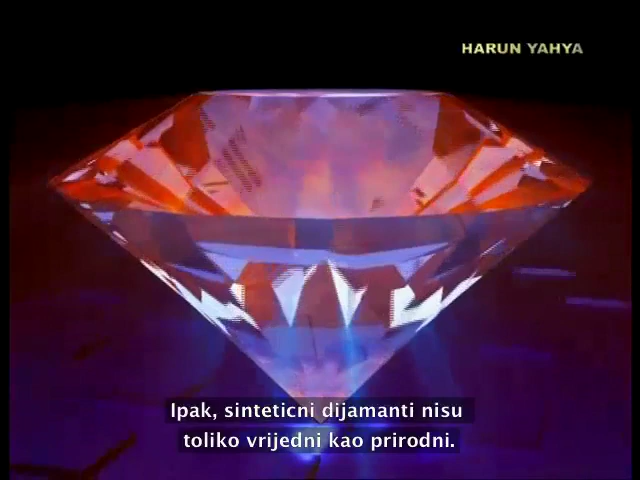 HARUN YAHYA
Ipak, sinteticni dijamanti nisu
toliko vrijedni kao prirodni.